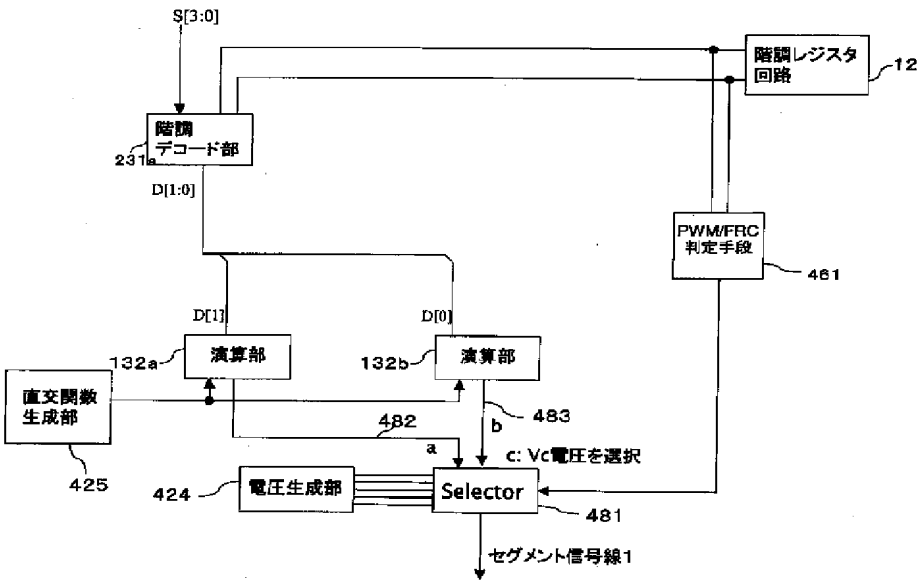 S[3:0]
階調レジスタ
回路
12
階調
デコード部
231a
D[1:0]
PWM/FRC
判定手段
461
D[1]
D[0]
132a
演算部
132b
演算部
直交関数
生成部
425
482
a
483
b
c: Vc電圧を選択
424
電圧生成部
Selector
481
セグメント信号線1